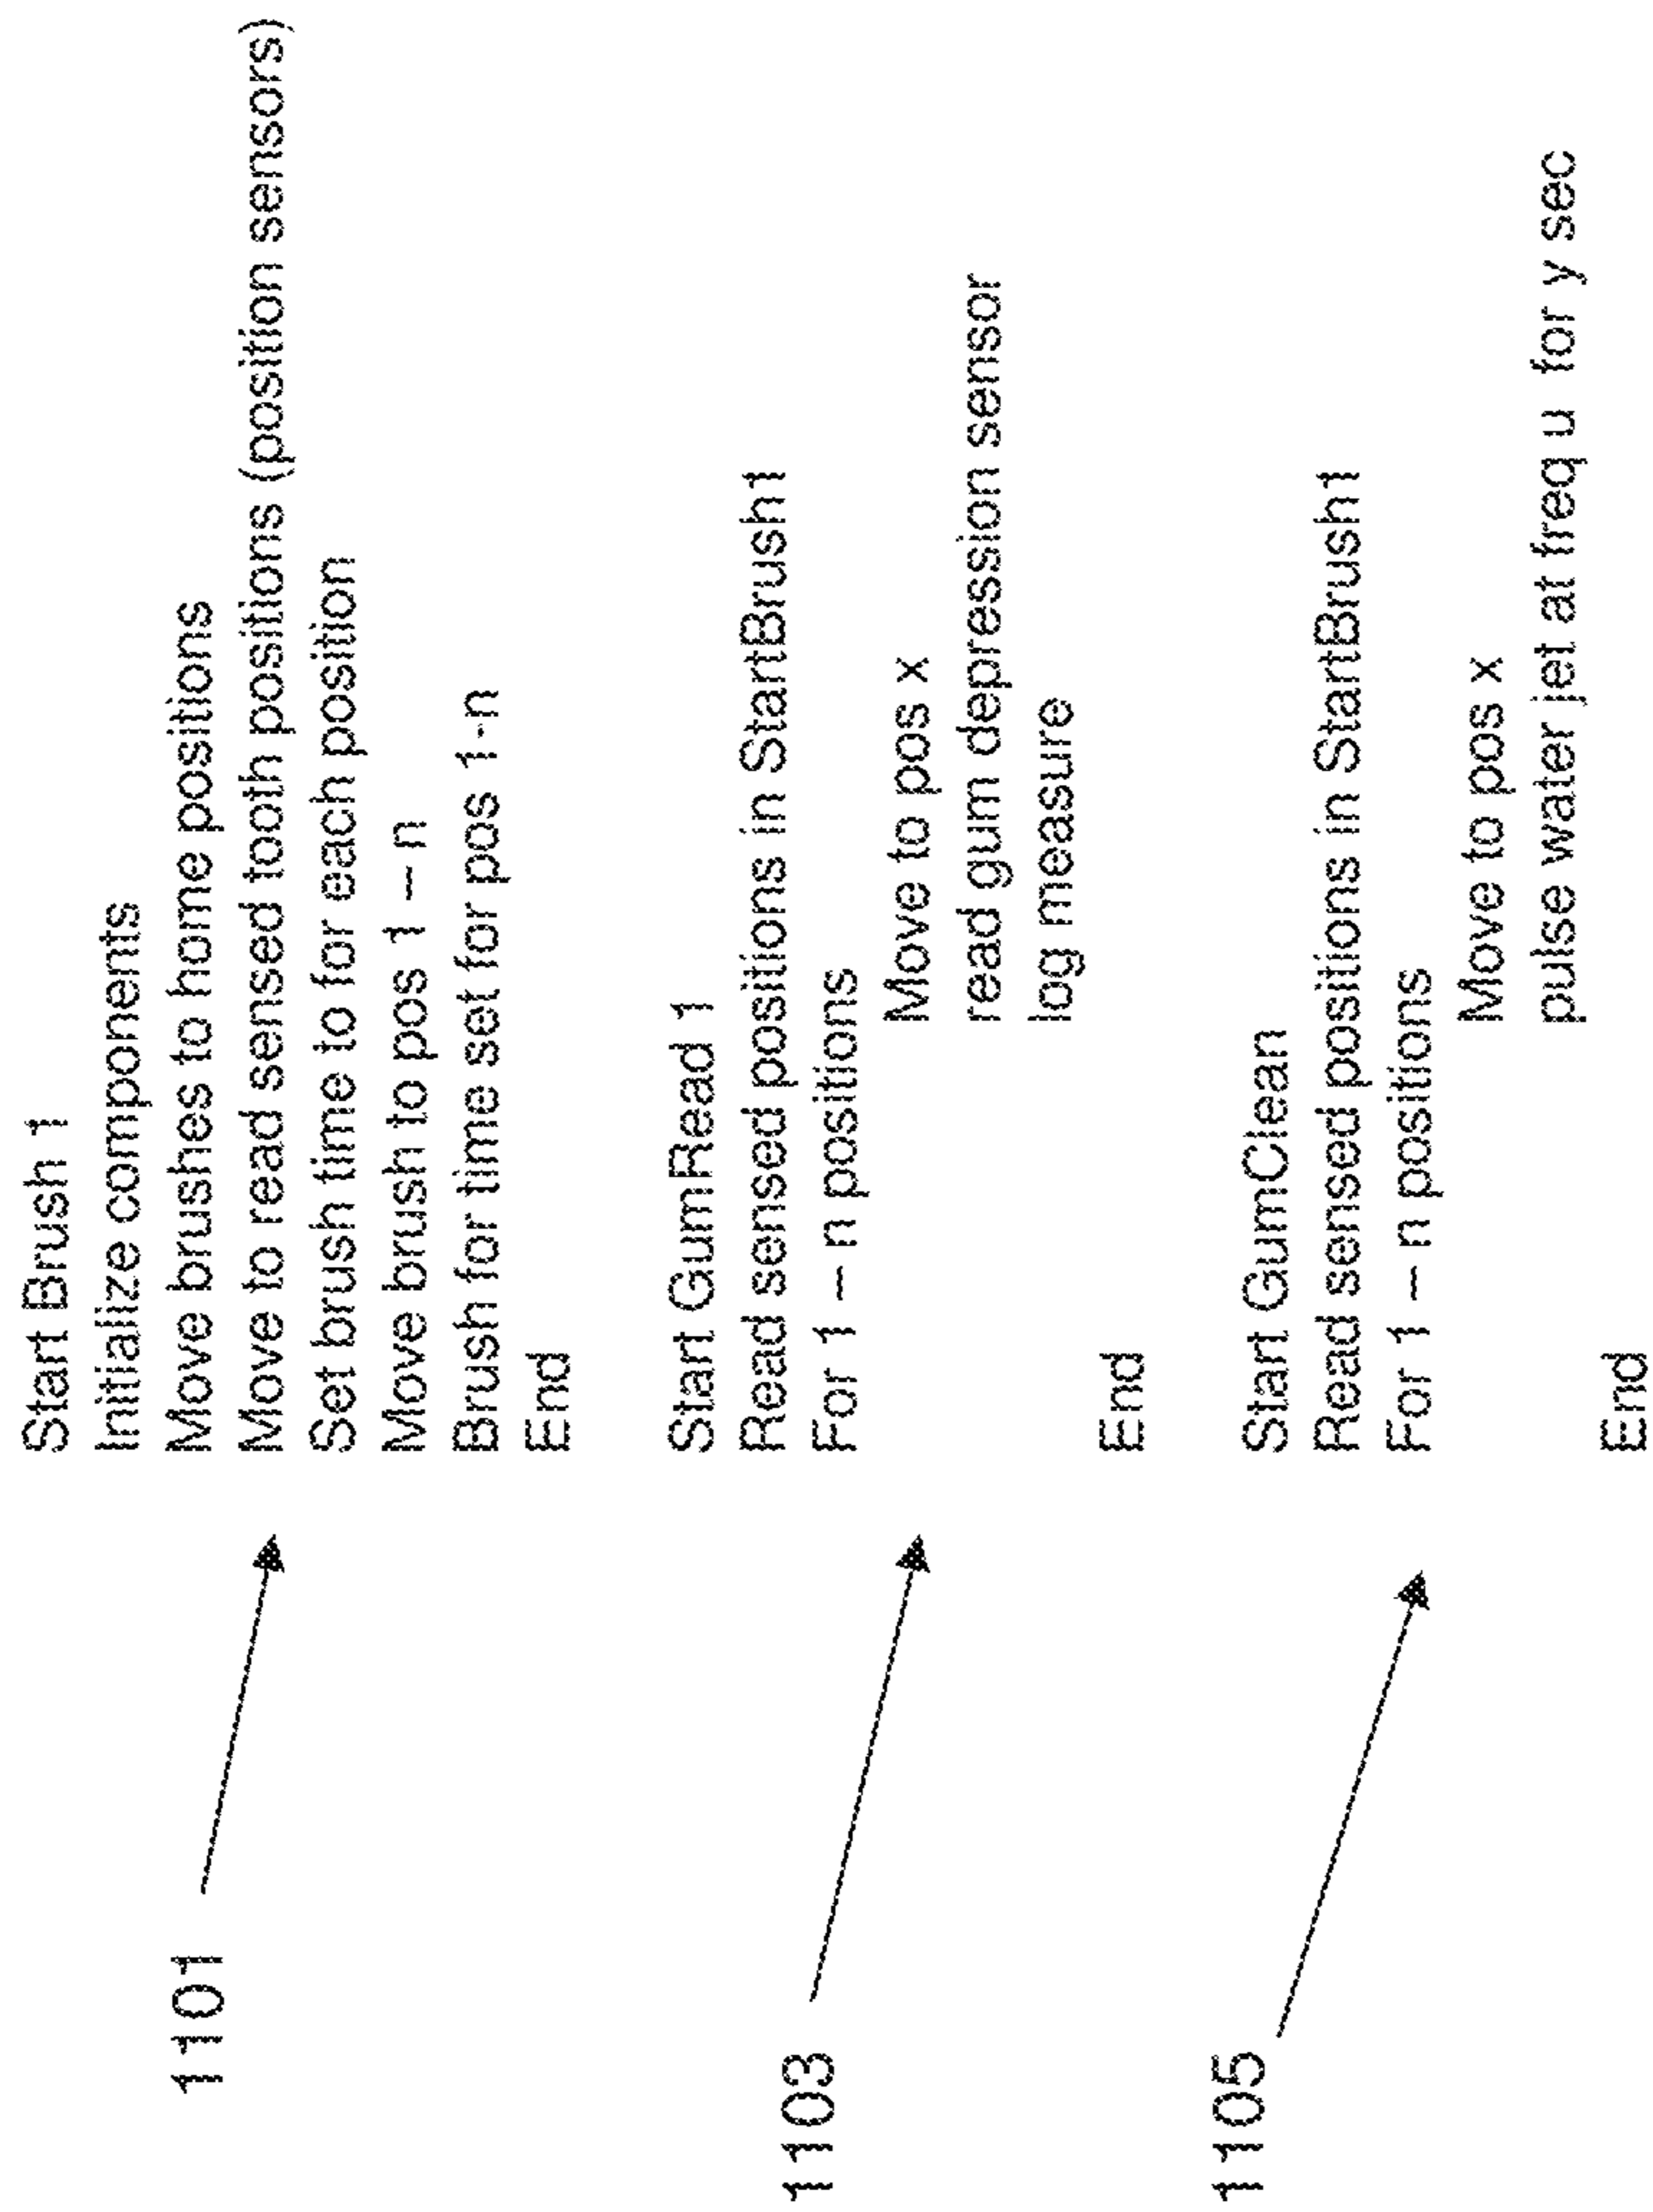 1101
Start Brush 1
Initialize components
Move brushes to home positions
Move to read sensed tooth positions (position sensors)
Set brush time to for each position
Move brush to pos 1 – n
Brush for time set for pos 1-n
End
1103
Start GumRead 1
Read sensed positions in StartBrush1
For 1 – n positions
Move to pos x
read gum depression sensor
log measure
End
1105
Start GumClean
Read sensed positions in StartBrush1
For 1 – n positions
Move to pos x
pulse water jet at freq u for y sec
End